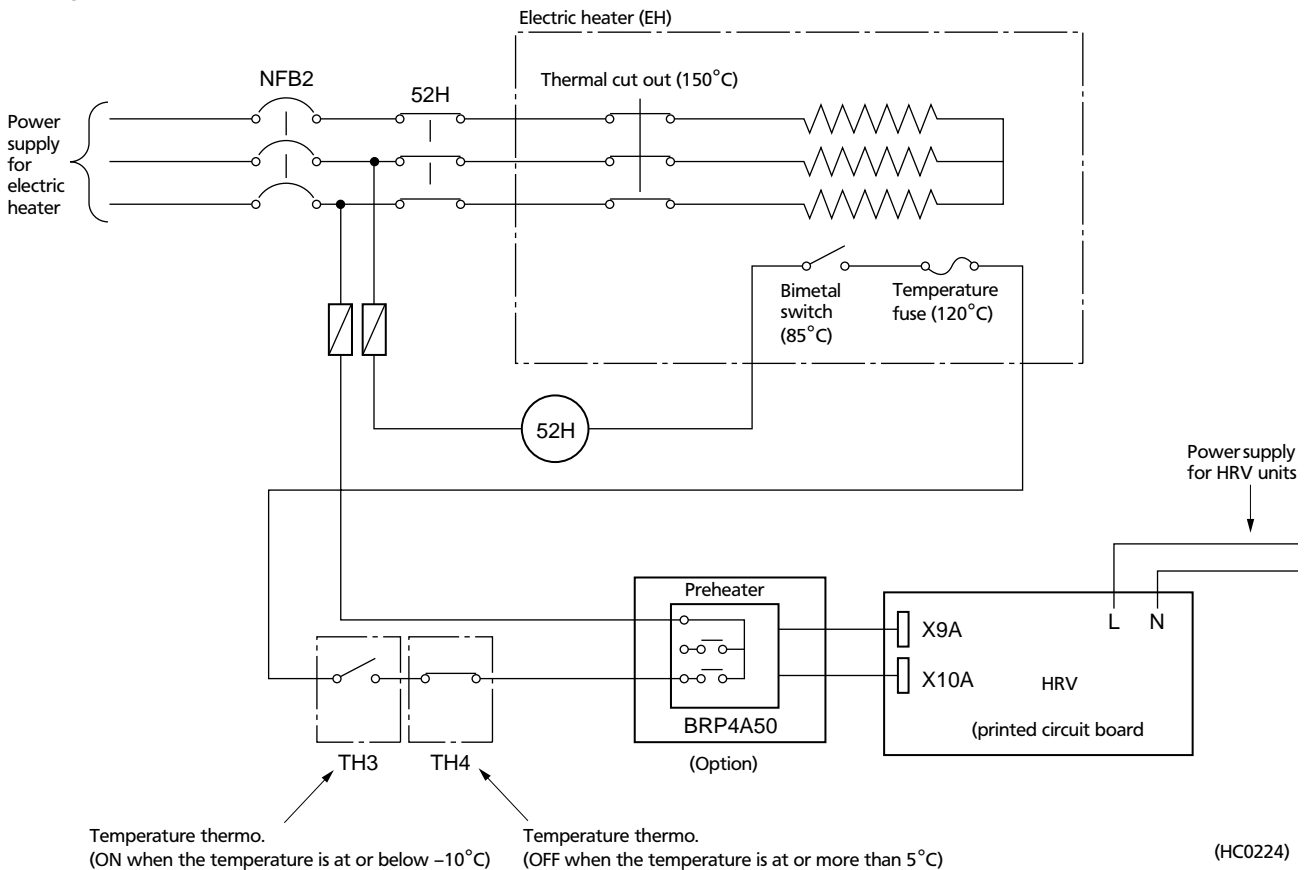 Electric heater (EH)
NFB2
52H
Thermal cut out (150°C)
Power
supply
for
electric
heater
Bimetal
switch
(85°C)
Temperature
fuse (120°C)
52H
Power supply
for HRV units
Preheater
L N
X9A
X10A
HRV
BRP4A50
(printed circuit board
(Option)
TH3
TH4
Temperature thermo.
(ON when the temperature is at or below –10°C)
Temperature thermo.
(OFF when the temperature is at or more than 5°C)
(HC0224)